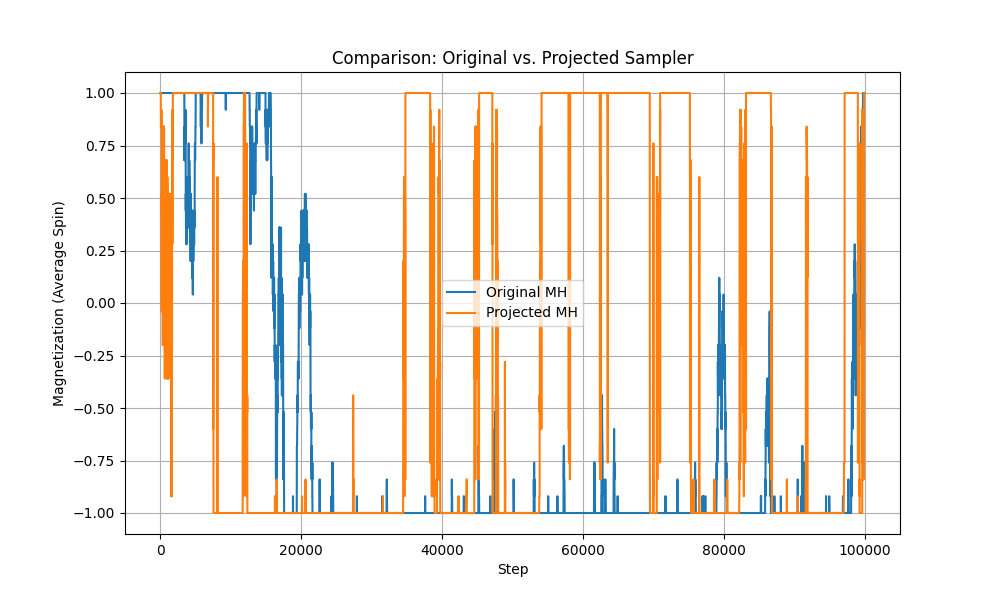 Comparison: Original vs. Projected Sampler
Magnetization (Average Spin)
1.00
0.75
0.50
0.25
0.00
−0.25
−0.50
−0.75
−1.00
Original MH
Projected MH
0 20000 40000 60000 80000 100000
Step